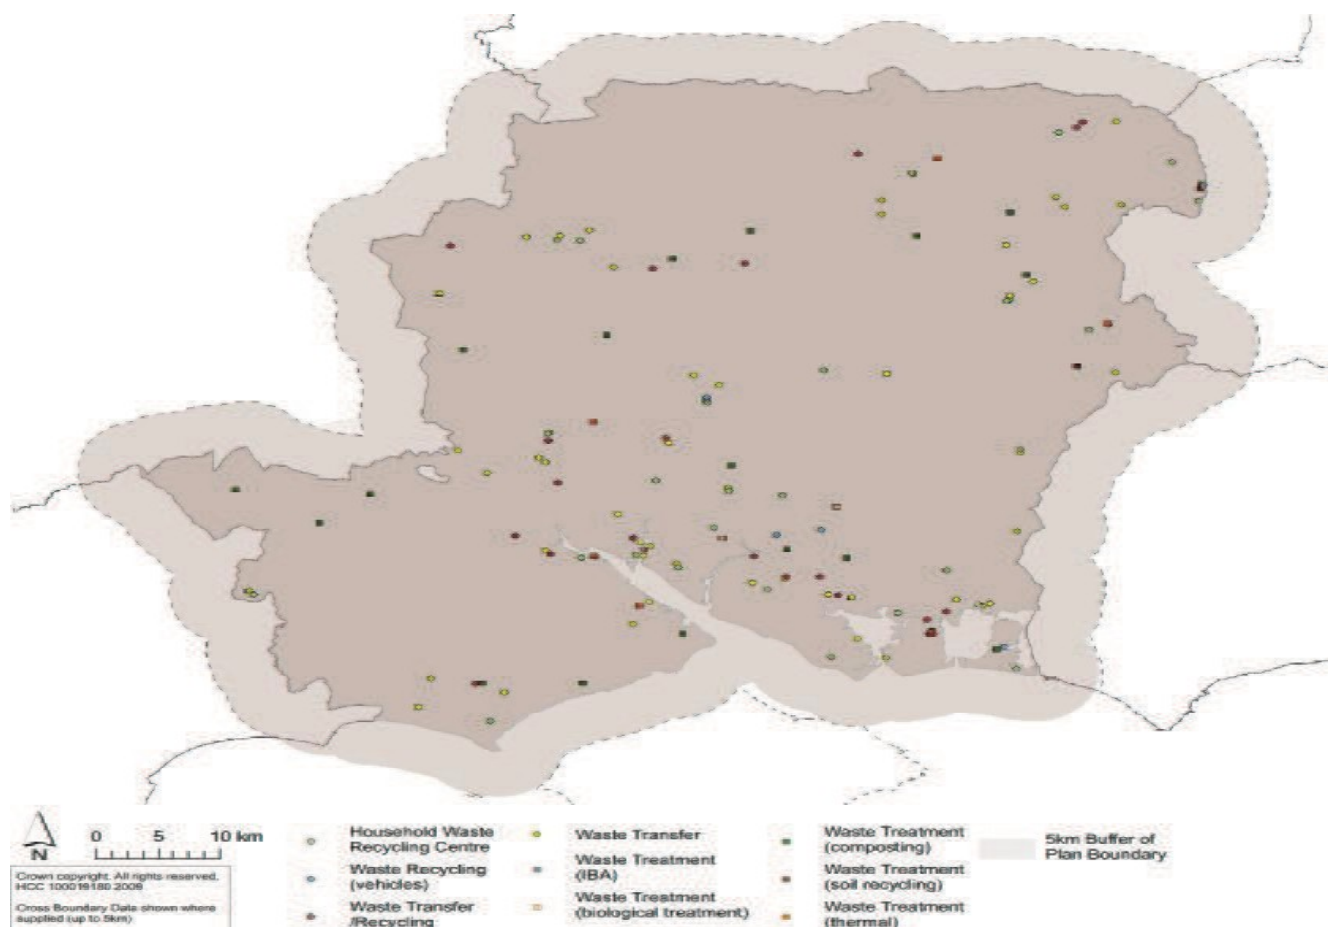 N
0 5 10 km
Crown copyright. All rights reserved.
HCC 100019180 2009
Cross Boundary Data shown where
supplied (up to 5km)
Household Waste
Recycling Centre
Waste Recycling
(vehicles)
Waste Transfer
/Recycling
Waste Transfer
Waste Treatment
(IBA)
Waste Treatment
(biological treatment)
Waste Treatment
(composting)
Waste Treatment
(soil recycling)
Waste Treatment
(thermal)
5km Buffer of
Plan Boundary